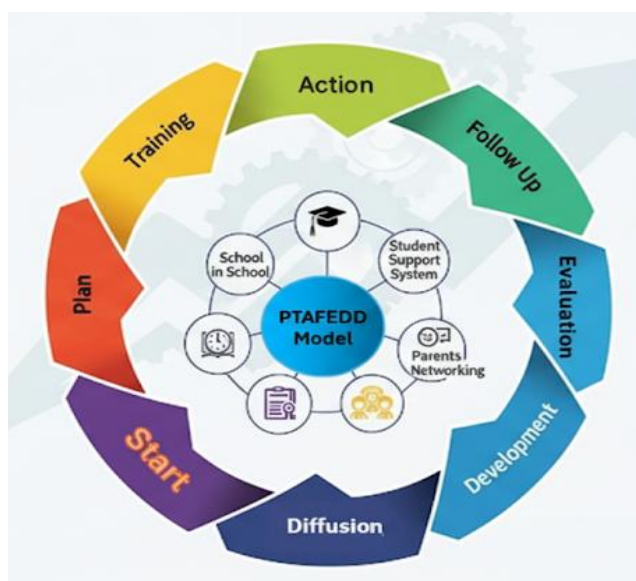 Start
Plan
Training
Action
Follow Up
Evaluation
Development
Diffusion
School
in School
Student
Support
System
Parents
Networking
PTAFEDD
Model